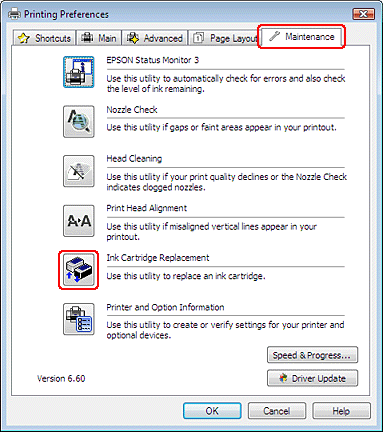 Printing Preferences
Shortcuts
Main
Advanced
Page Layout
Maintenance
EPSON Status Monitor 3
Use this utility to automatically check for errors and also check
the level of ink remaining.
Nozzle Check
Use this utility if gaps or faint areas appear in your printout.
Head Cleaning
Use this utility if your print quality declines or the Nozzle Check
indicates clogged nozzles.
Print Head Alignment
A▸A
Use this utility if misaligned vertical lines appear in your
printout.
Ink Cartridge Replacement
Use this utility to replace an ink cartridge.
Printer and Option Information
Use this utility to create or verify settings for your printer and
optional devices.
Speed & Progress...
Version 6.60
Driver Update
OK
Cancel
Help